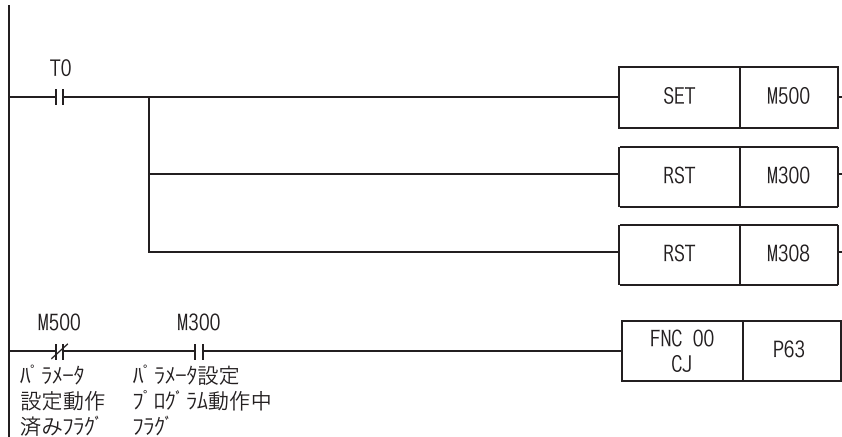 T0
SET M500
RST M300
RST M308
M500 M300
FNC 00
CJ P63
パラメータ パラメータ設定
設定動作 プログラム動作中
済みフラグ フラグ